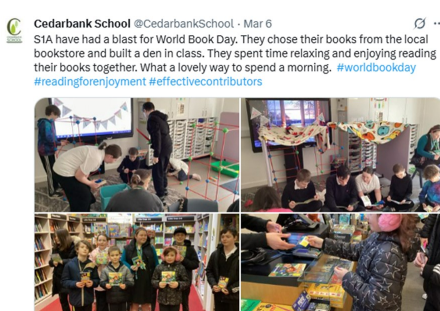 Cedarbank School @CedarbankSchool · Mar 6
S1A have had a blast for World Book Day. They chose their books from the local
bookstore and built a den in class. They spent time relaxing and enjoying reading
their books together. What a lovely way to spend a morning. #worldbookday
#readingforenjoyment #effectivecontributors